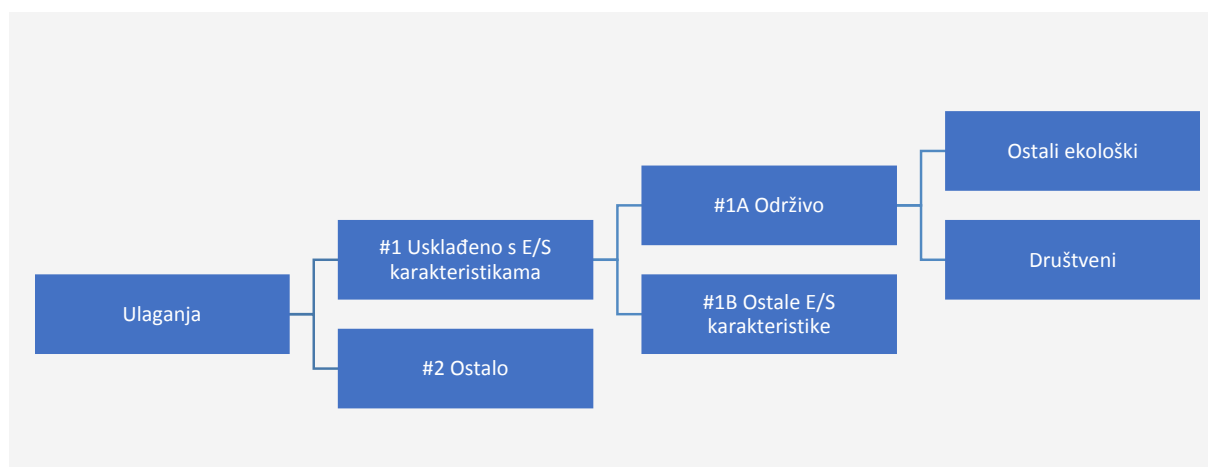 Ulaganja
#1 Usklađeno s E/S
karakteristikama
#2 Ostalo
#1A Održivo
#1B Ostale E/S
karakteristike
Ostali ekološki
Društveni